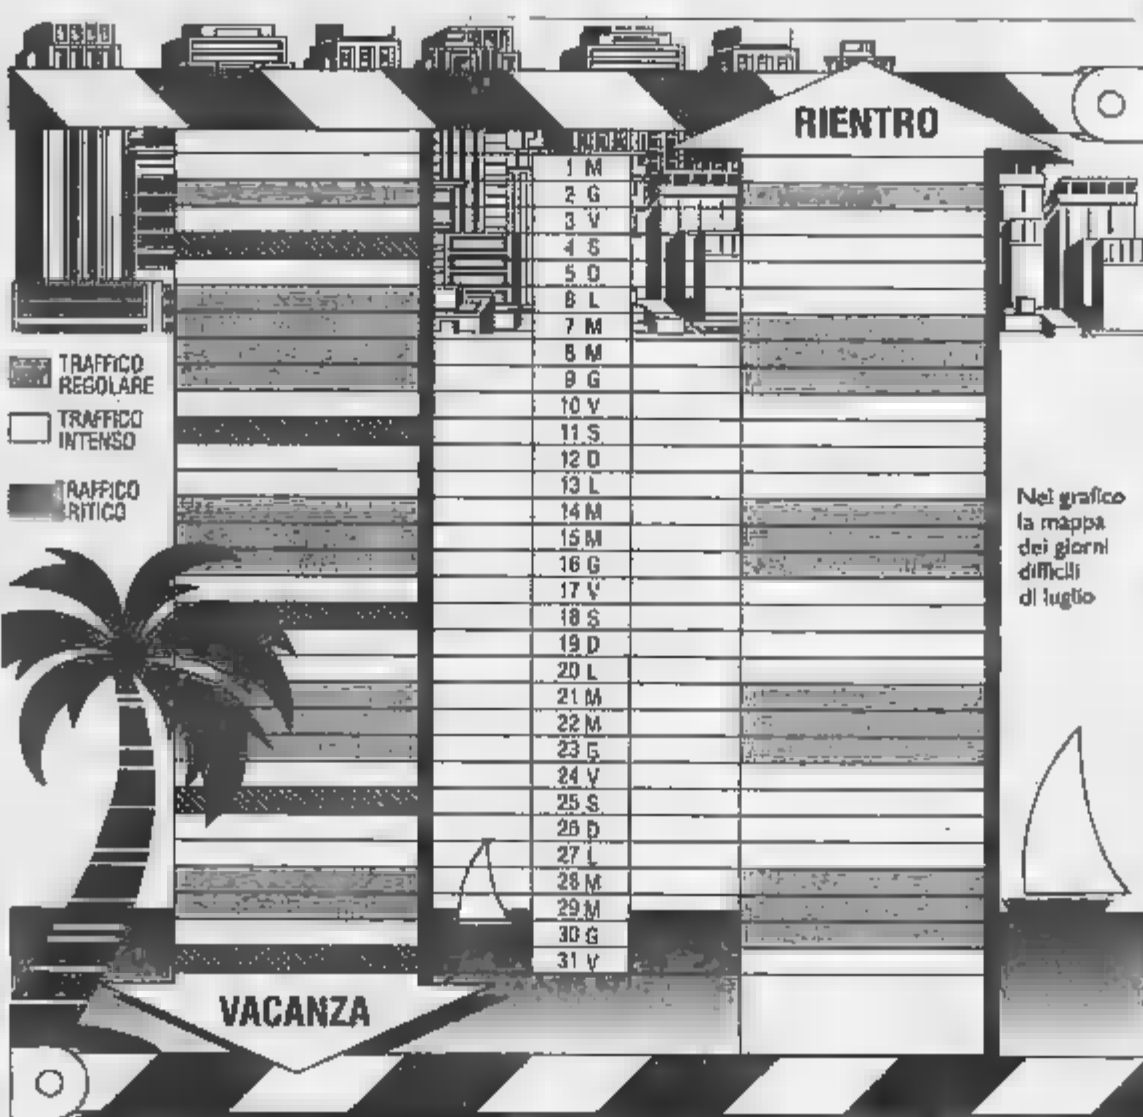 RIENTRO
1 M
2 G
3 V
4 S
5 D
6 L
7 M
8 M
9 G
10 V
11 S
12 D
13 L
14 M
15 M
16 G
17 V
18 S
19 D
20 L
21 M
22 M
23 G
24 V
25 S
26 D
27 L
28 M
29 M
30 G
31 V
TRAFFICO
REGOLARE
TRAFFICO
INTENSO
TRAFFICO
CRITICO
Nel grafico
la mappa
dei giorni
difficili
di luglio
VACANZA